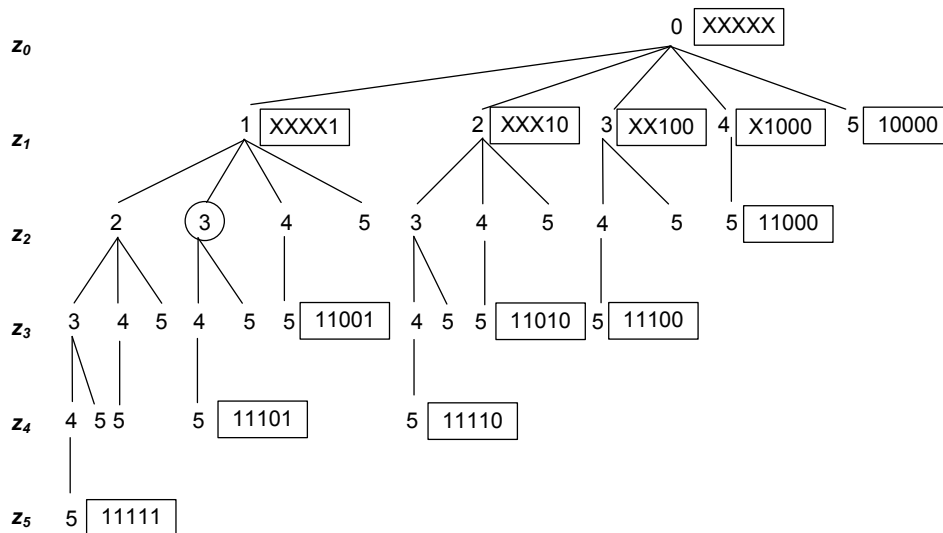 z0 0 XXXXX
z1 1 XXXX1 2 XXX10 3 XX100 4 X1000 5 10000
z2 2 3 4 5 3 4 5 4 5 5 11000
z3 3 4 5 4 5 5 11001 4 5 5 11010 5 11100
z4 4 5 5 5 11101 5 11110
z5 5 11111